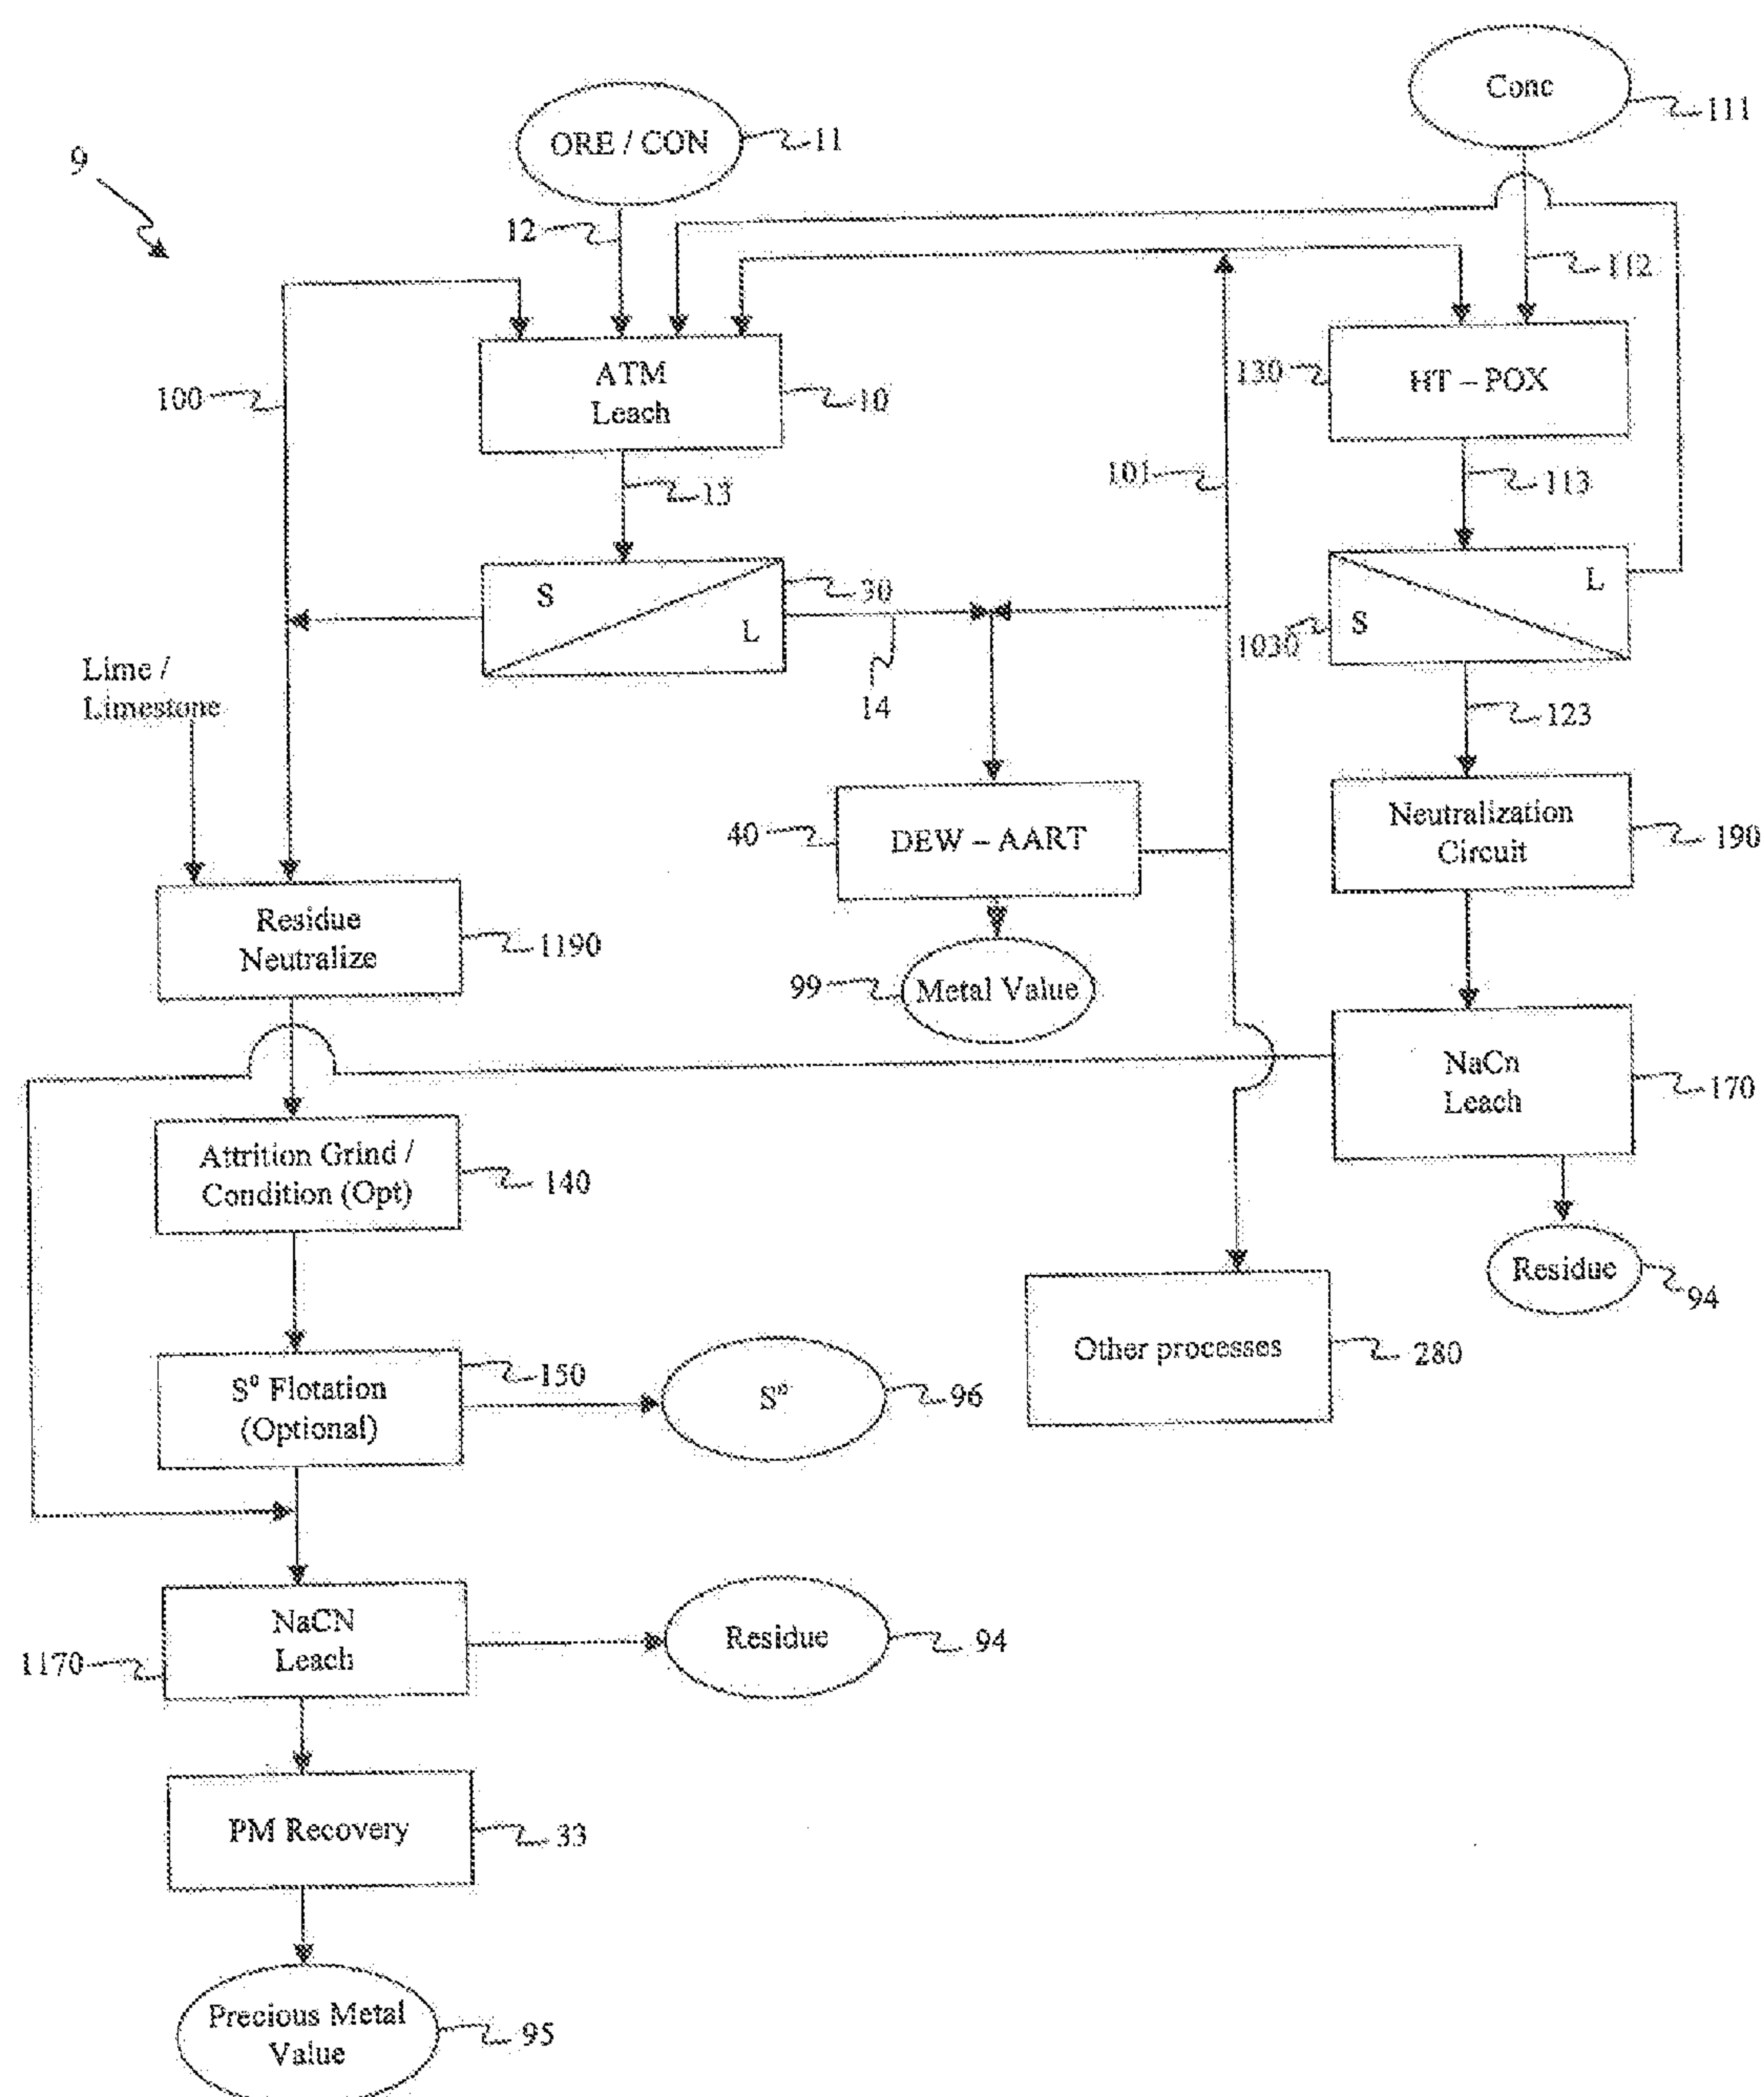 Conc
111
ORE / CON
11
9
12
112
ATM
Leach
10
100
130
HT – POX
13
101
113
S
L
30
14
1030
S
L
123
Lime /
Limestone
40
DEW – AART
Neutralization
Circuit
190
Residue
Neutralize
1190
99
Metal Value
NaCn
Leach
170
Attrition Grind /
Condition (Opt)
140
Residue
94
Other processes
280
S° Flotation
(Optional)
150
S°
96
NaCN
Leach
1170
Residue
94
PM Recovery
33
Precious Metal
Value
95